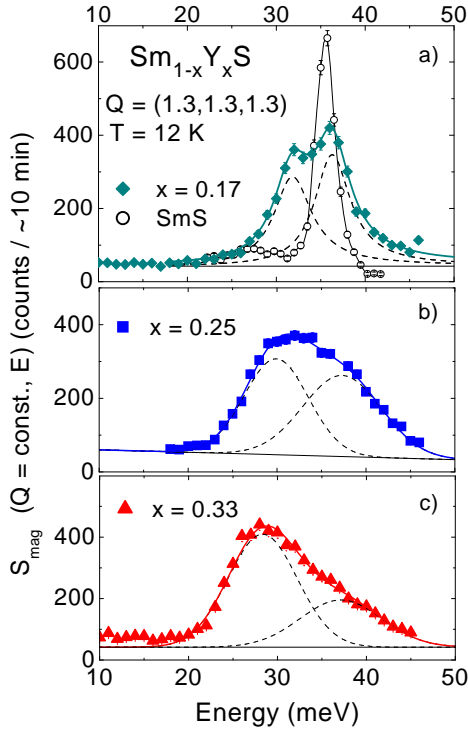 10 20 30 40 50
600
400
200
0
Sm₁₋ₓYₓS
a)
Q = (1.3,1.3,1.3)
T = 12 K
x = 0.17
SmS
400
200
0
x = 0.25
b)
400
200
0
x = 0.33
c)
10 20 30 40 50
Energy (meV)
S_mag (Q = const., E) (counts / ~10 min)